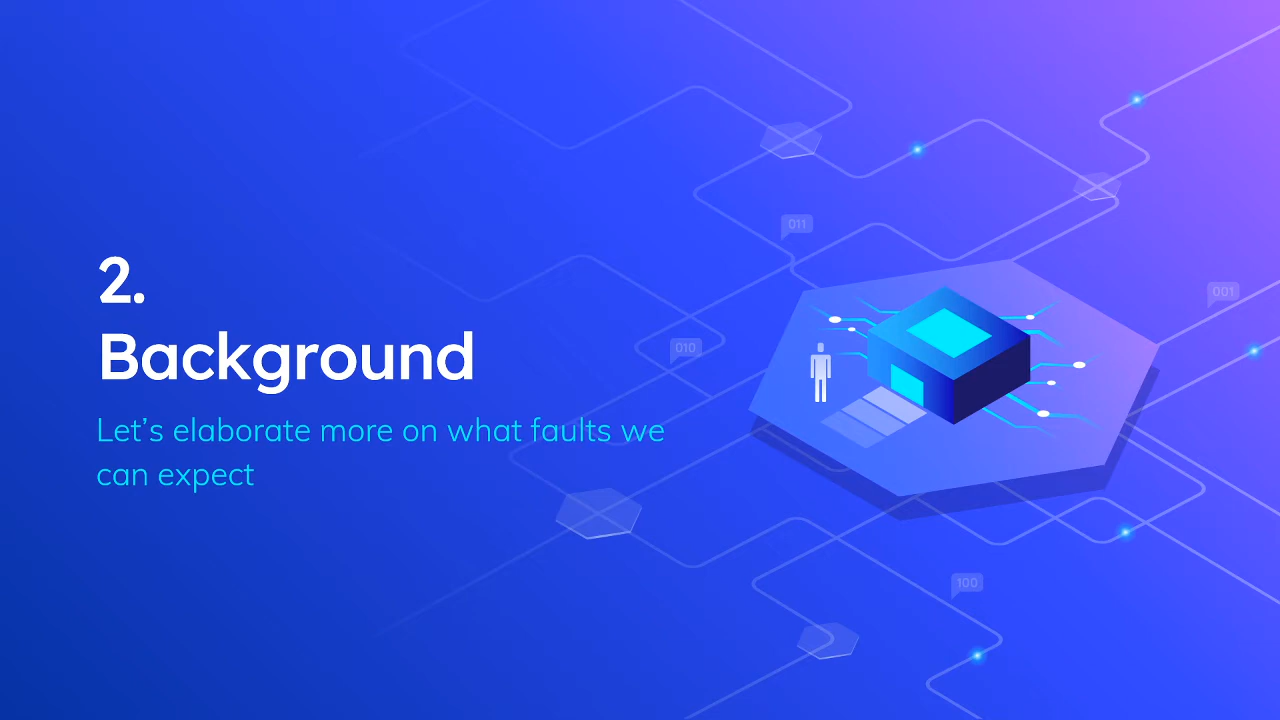 2.
Background
Let’s elaborate more on what faults we
can expect
011
001
010
100